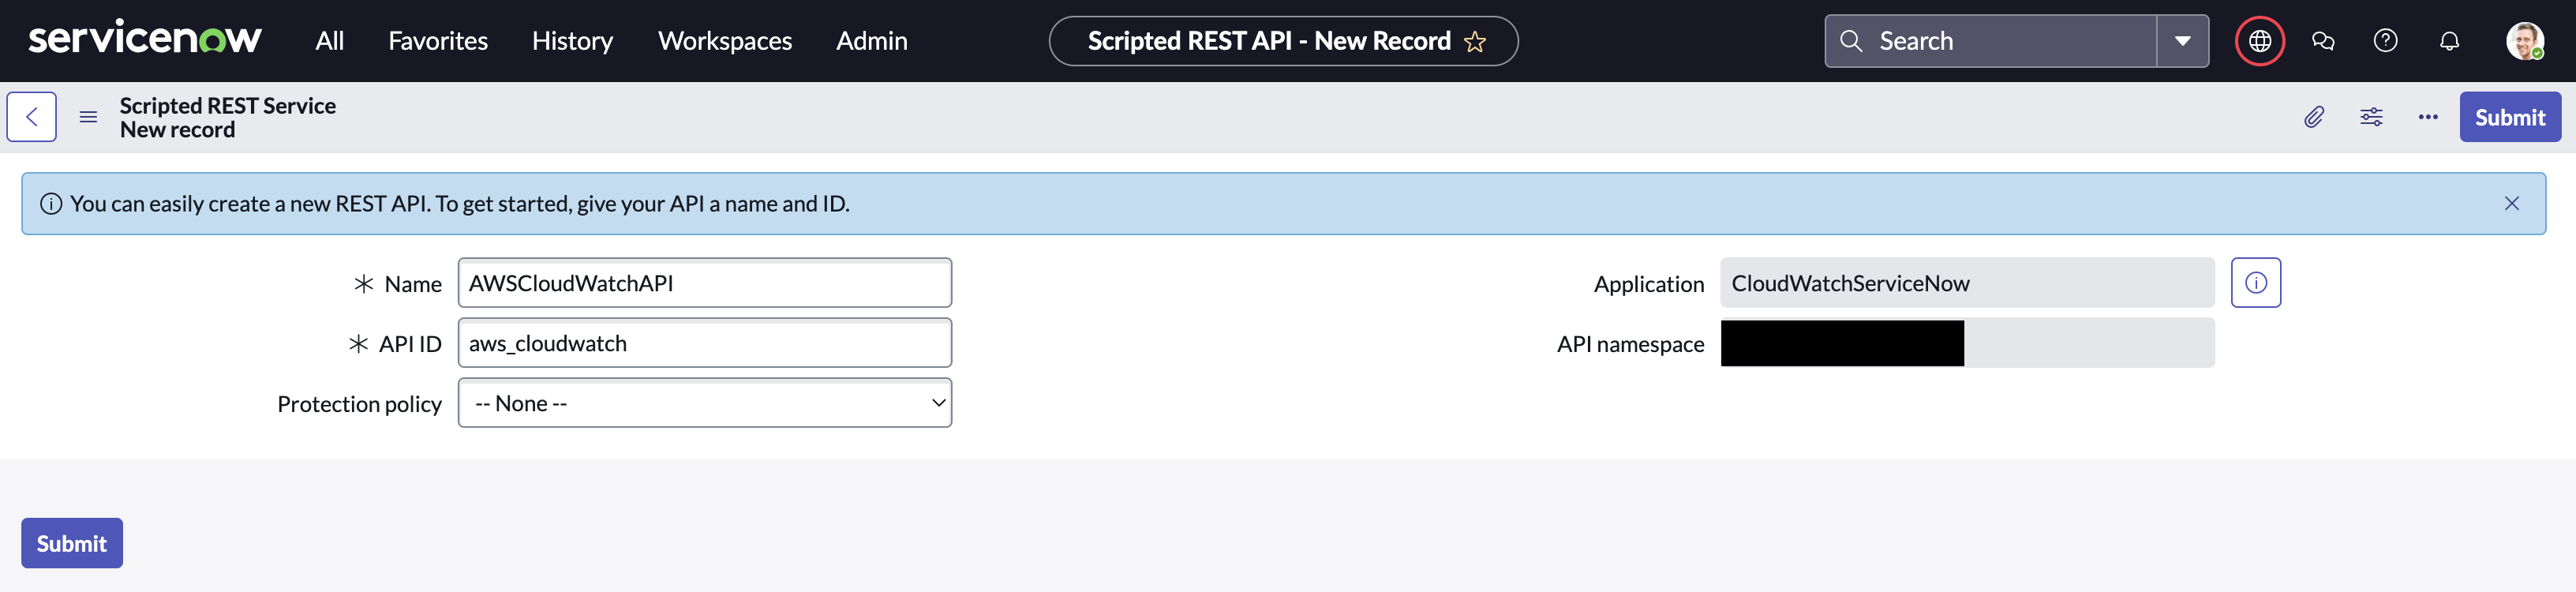 servicenow
All Favorites History Workspaces Admin
Scripted REST API - New Record
Search
Scripted REST Service
New record
Submit
You can easily create a new REST API. To get started, give your API a name and ID.
Name AWSCloudWatchAPI
Application CloudWatchServiceNow
API ID aws_cloudwatch
API namespace
Protection policy -- None --
Submit